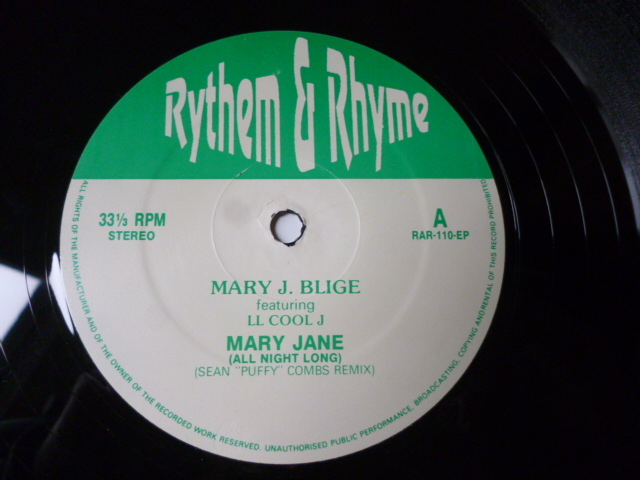 Rythem & Rhyme
33⅓ RPM
STEREO
A
RAR-110-EP
MARY J. BLIGE
featuring
LL COOL J
MARY JANE
(ALL NIGHT LONG)
(SEAN "PUFFY" COMBS REMIX)
ALL RIGHTS OF THE MANUFACTURER AND OF THE OWNER OF THE RECORDED WORK RESERVED. UNAUTHORISED PUBLIC PERFORMANCE, BROADCASTING, COPYING ANDRENTAL OF THIS RECORD PROHIBITED